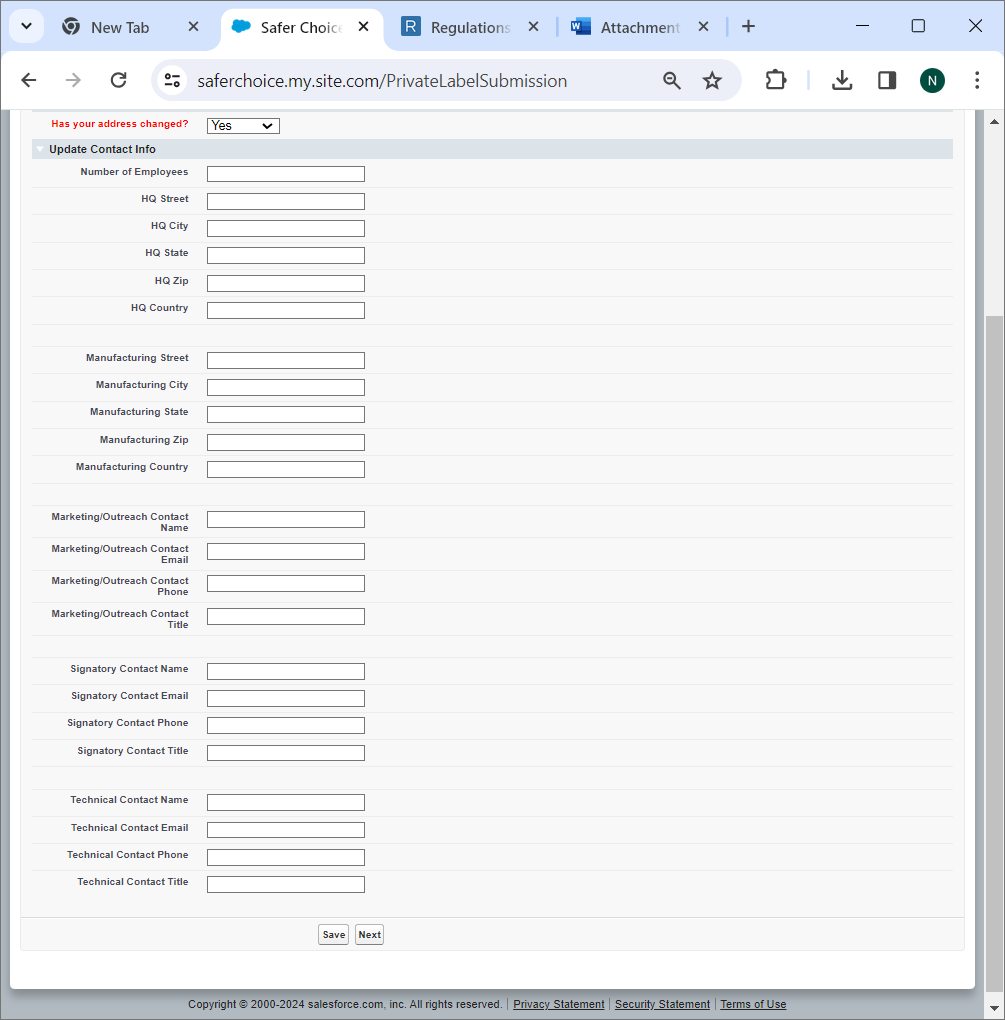 New Tab
Safer Choice
Regulations
Attachment
saferchoice.my.site.com/PrivateLabelSubmission
N
Has your address changed?
Yes
Update Contact Info
Number of Employees
HQ Street
HQ City
HQ State
HQ Zip
HQ Country
Manufacturing Street
Manufacturing City
Manufacturing State
Manufacturing Zip
Manufacturing Country
Marketing/Outreach Contact
Name
Marketing/Outreach Contact
Email
Marketing/Outreach Contact
Phone
Marketing/Outreach Contact
Title
Signatory Contact Name
Signatory Contact Email
Signatory Contact Phone
Signatory Contact Title
Technical Contact Name
Technical Contact Email
Technical Contact Phone
Technical Contact Title
Save Next
Copyright © 2000-2024 salesforce.com, inc. All rights reserved. | Privacy Statement | Security Statement | Terms of Use